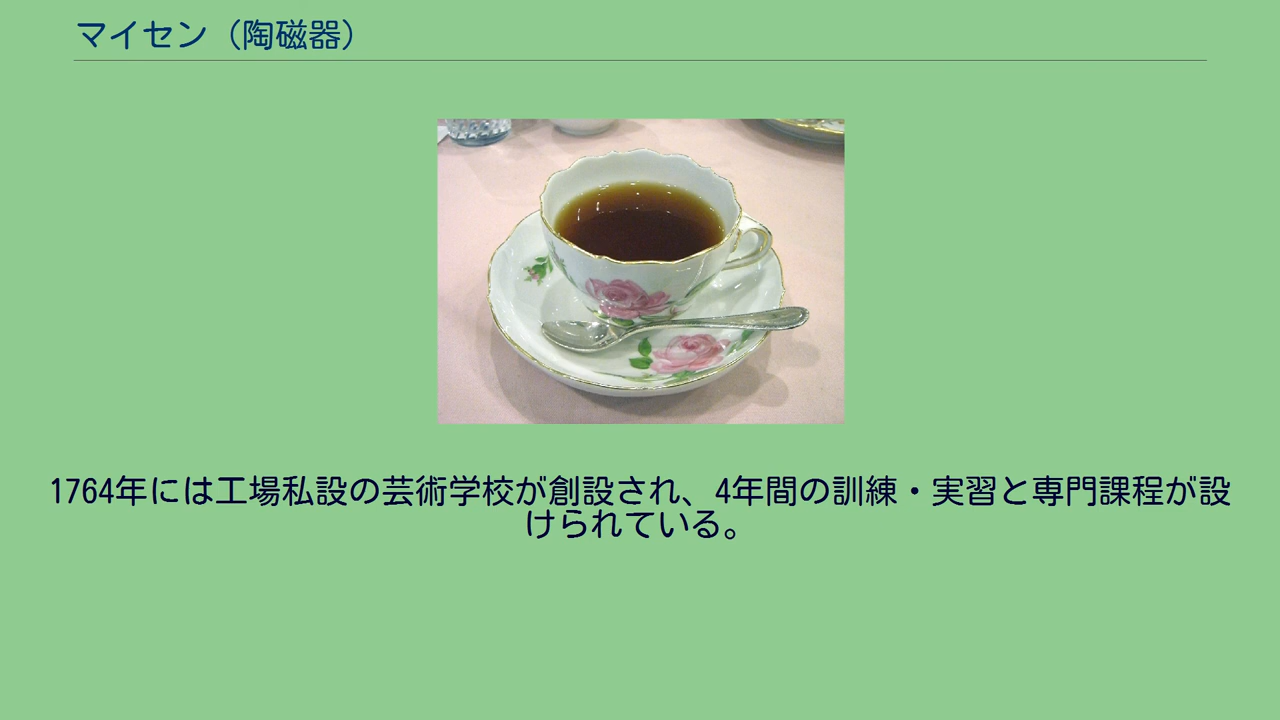 マイセン（陶磁器）
1764年には工場私設の芸術学校が創設され、4年間の訓練・実習と専門課程が設
けられている。